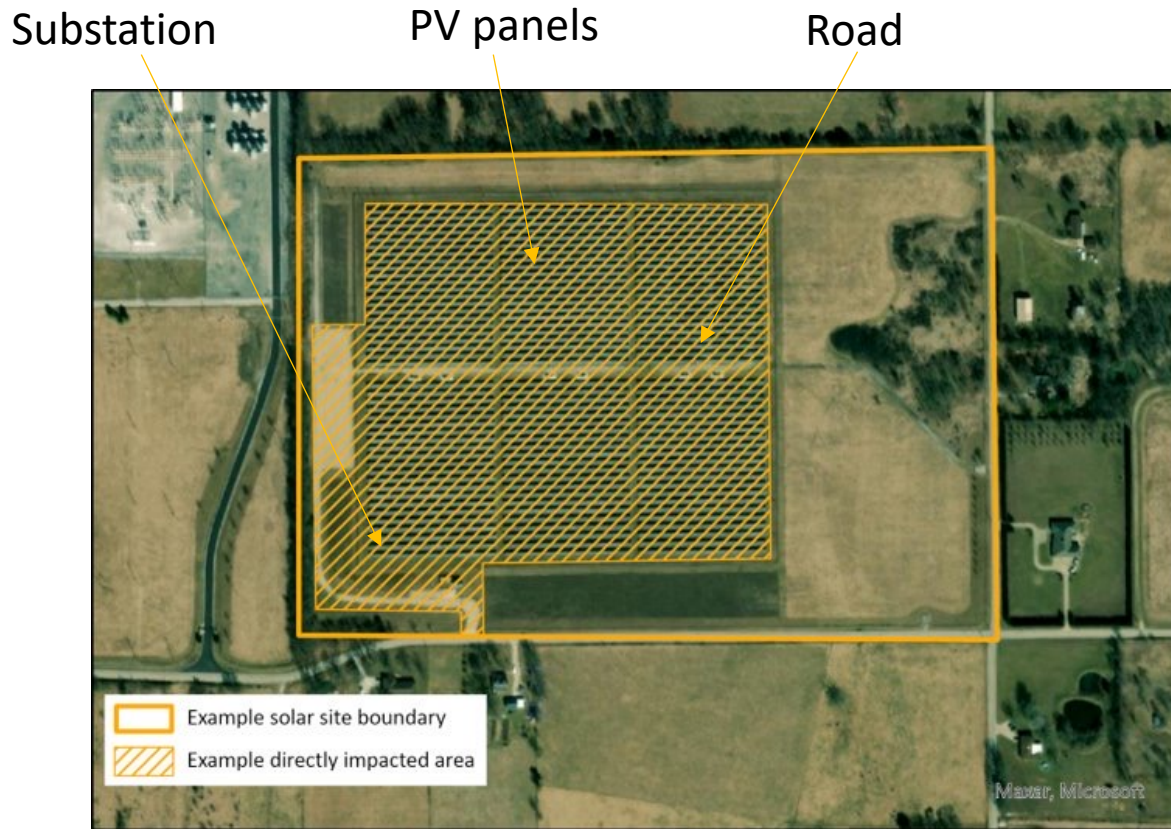 Substation
PV panels
Road
Example solar site boundary
Example directly impacted area
Maxar, Microsoft